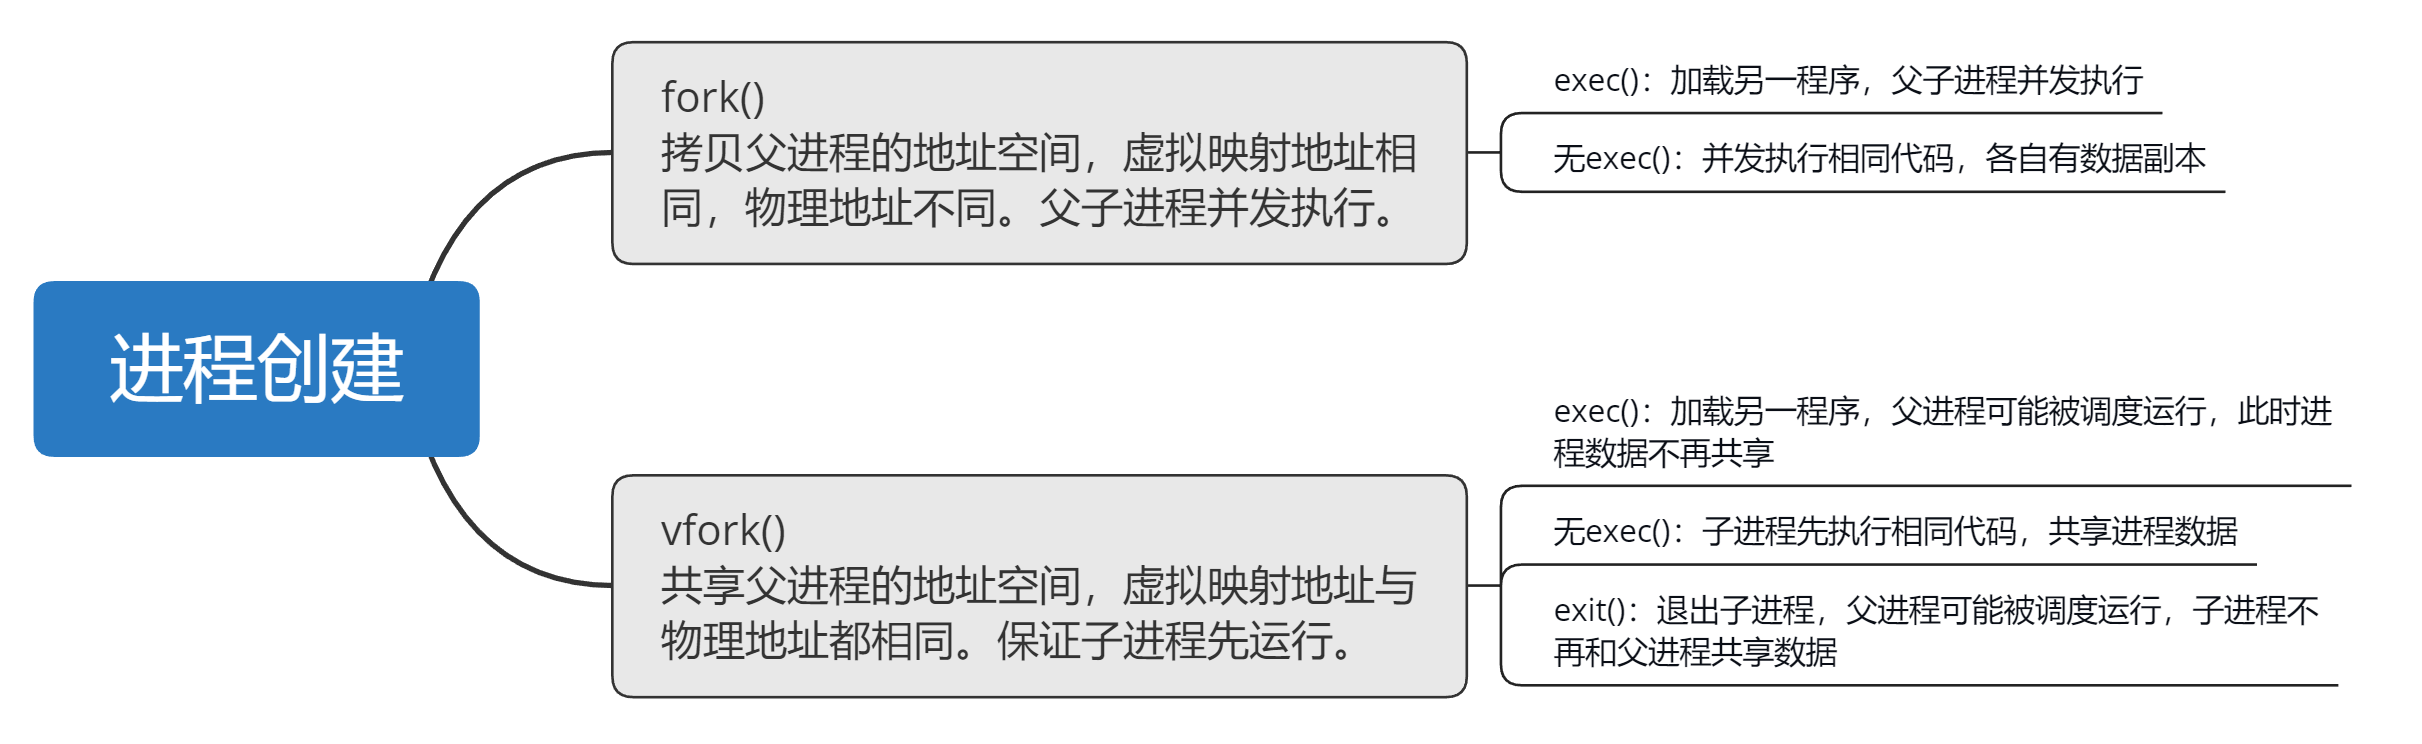 进程创建
fork()
拷贝父进程的地址空间，虚拟映射地址相
同，物理地址不同。父子进程并发执行。
exec()：加载另一程序，父子进程并发执行
无exec()：并发执行相同代码，各自有数据副本
vfork()
共享父进程的地址空间，虚拟映射地址与
物理地址都相同。保证子进程先运行。
exec()：加载另一程序，父进程可能被调度运行，此时进
程数据不再共享
无exec()：子进程先执行相同代码，共享进程数据
exit()：退出子进程，父进程可能被调度运行，子进程不
再和父进程共享数据